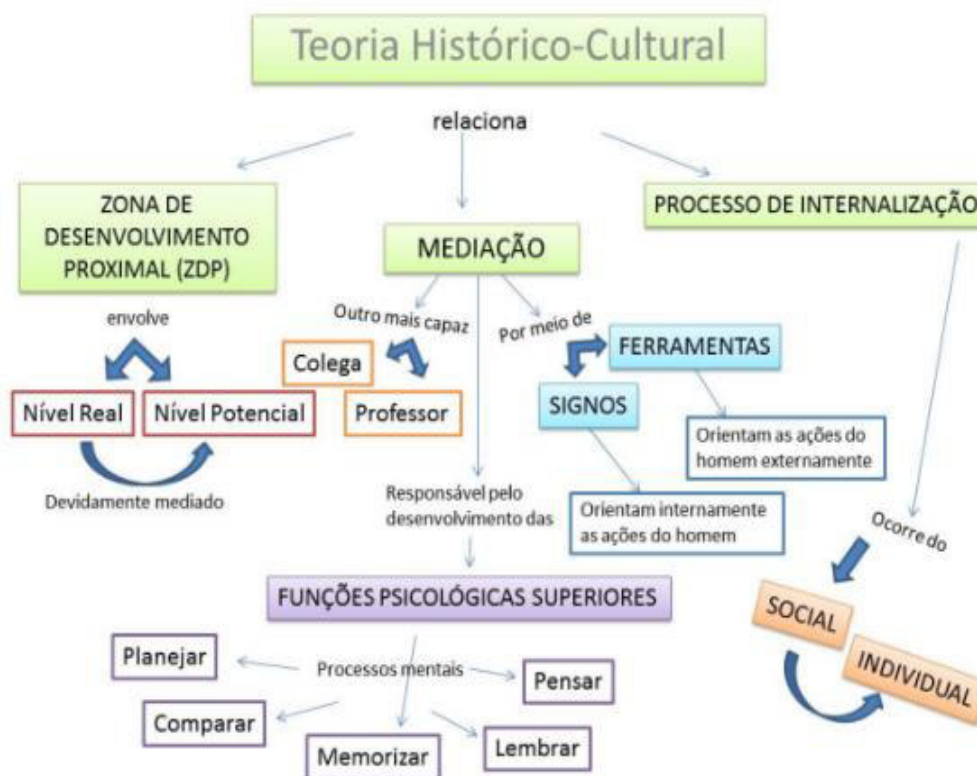 Teoria Histórico-Cultural
relaciona
ZONA DE
DESENVOLVIMENTO
PROXIMAL (ZDP)
envolve
Nível Real
Nível Potencial
Devidamente mediado
MEDIAÇÃO
Outro mais capaz
Colega
Professor
Por meio de
FERRAMENTAS
SIGNOS
Orientam as ações do
homem externamente
Orientam internamente
as ações do homem
Responsável pelo
desenvolvimento das
FUNÇÕES PSICOLÓGICAS SUPERIORES
Processos mentais
Planejar
Comparar
Memorizar
Lembrar
Pensar
PROCESSO DE INTERNALIZAÇÃO
Ocorre do
SOCIAL
INDIVIDUAL